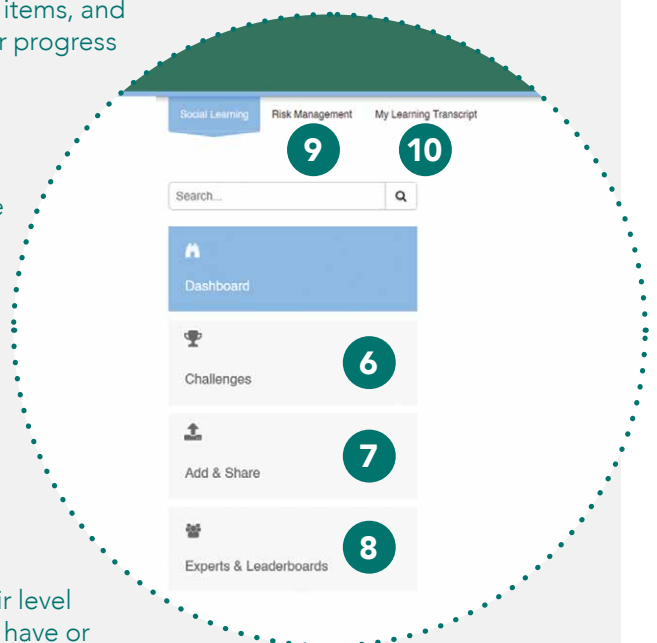 items, and
r progress
Social Learning Risk Management My Learning Transcript
9 10
Search...
e
Dashboard
Challenges
6
Add & Share
7
Experts & Leaderboards
8
ir level
have or